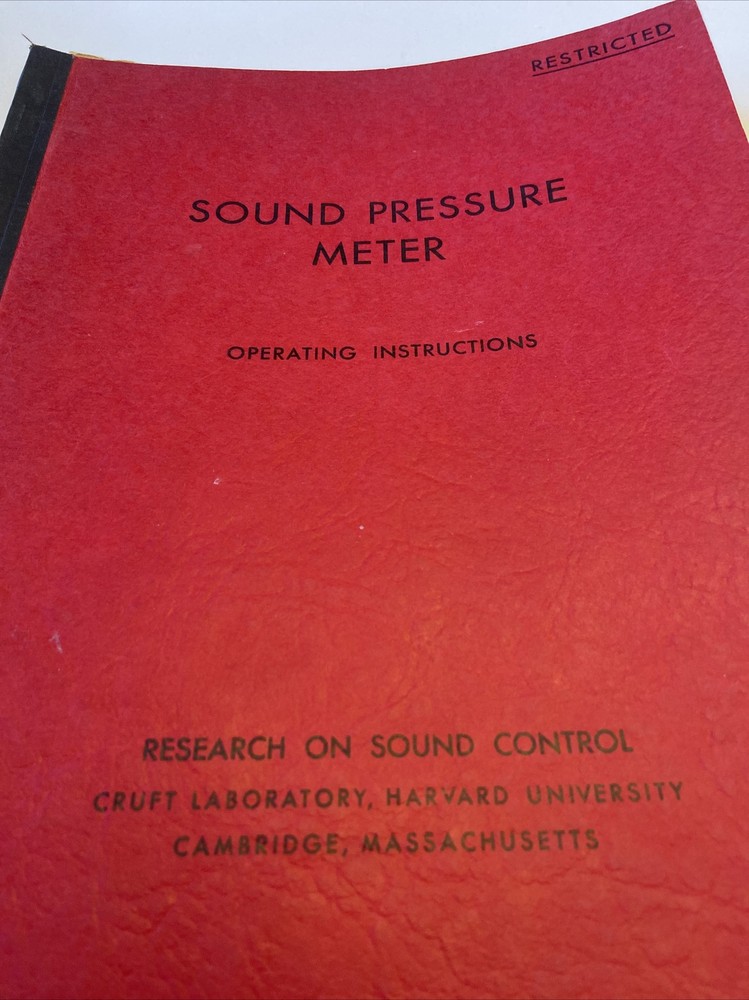 RESTRICTED
SOUND PRESSURE
METER
OPERATING INSTRUCTIONS
RESEARCH ON SOUND CONTROL
CRUFT LABORATORY, HARVARD UNIVERSITY
CAMBRIDGE, MASSACHUSETTS